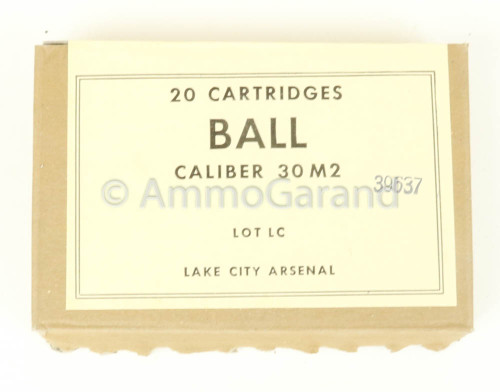 20 CARTRIDGES
BALL
CALIBER 30 M2
39637
© AmmoGarand
LOT LC
LAKE CITY ARSENAL